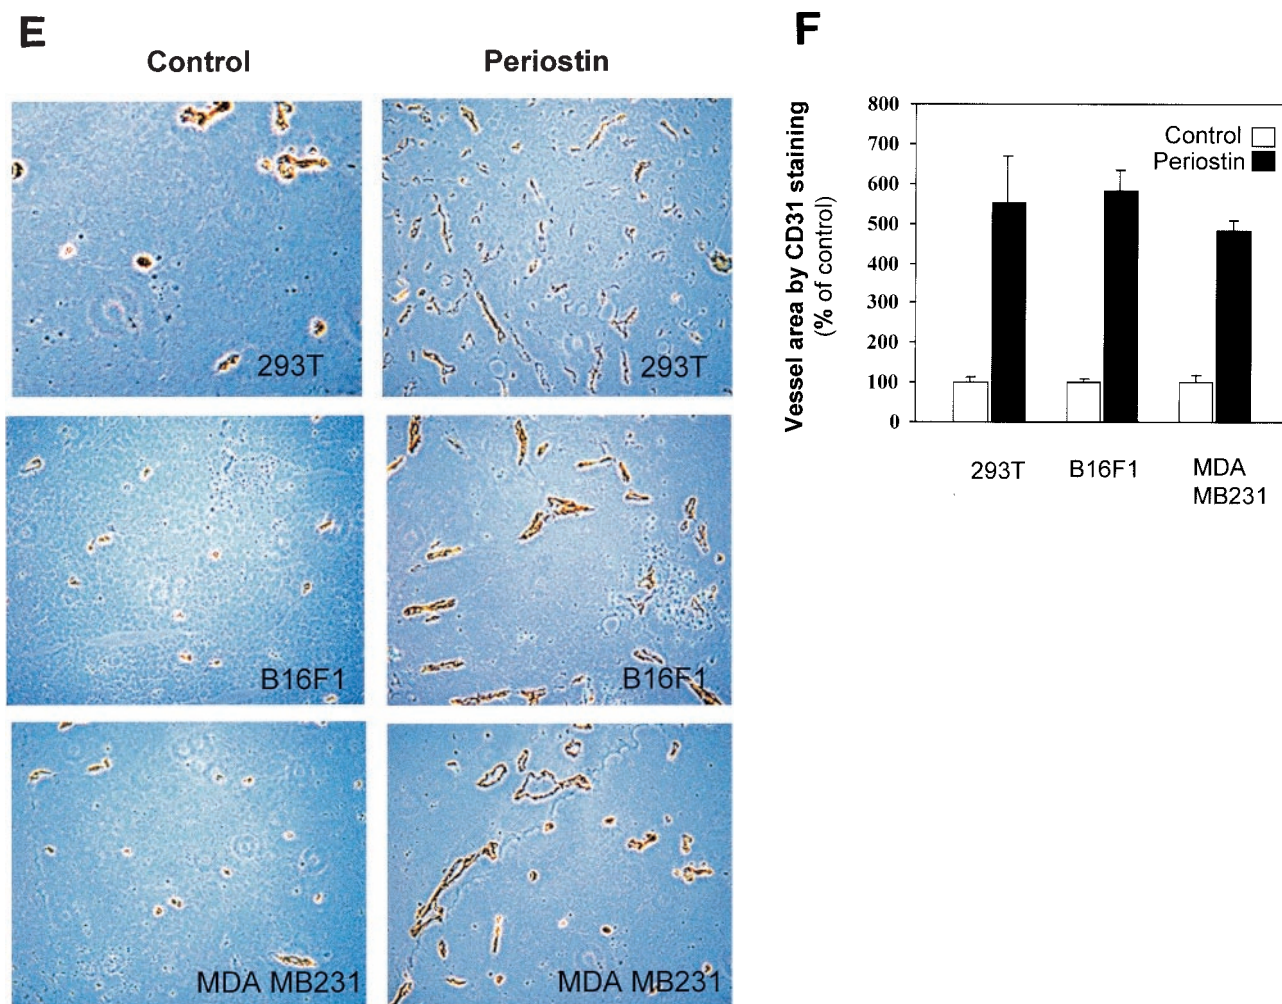 E
Control
Periostin
293T
293T
B16F1
B16F1
MDA MB231
MDA MB231
F
Vessel area by CD31 staining
(% of control)
800
700
600
500
400
300
200
100
0
Control
Periostin
293T
B16F1
MDA
MB231